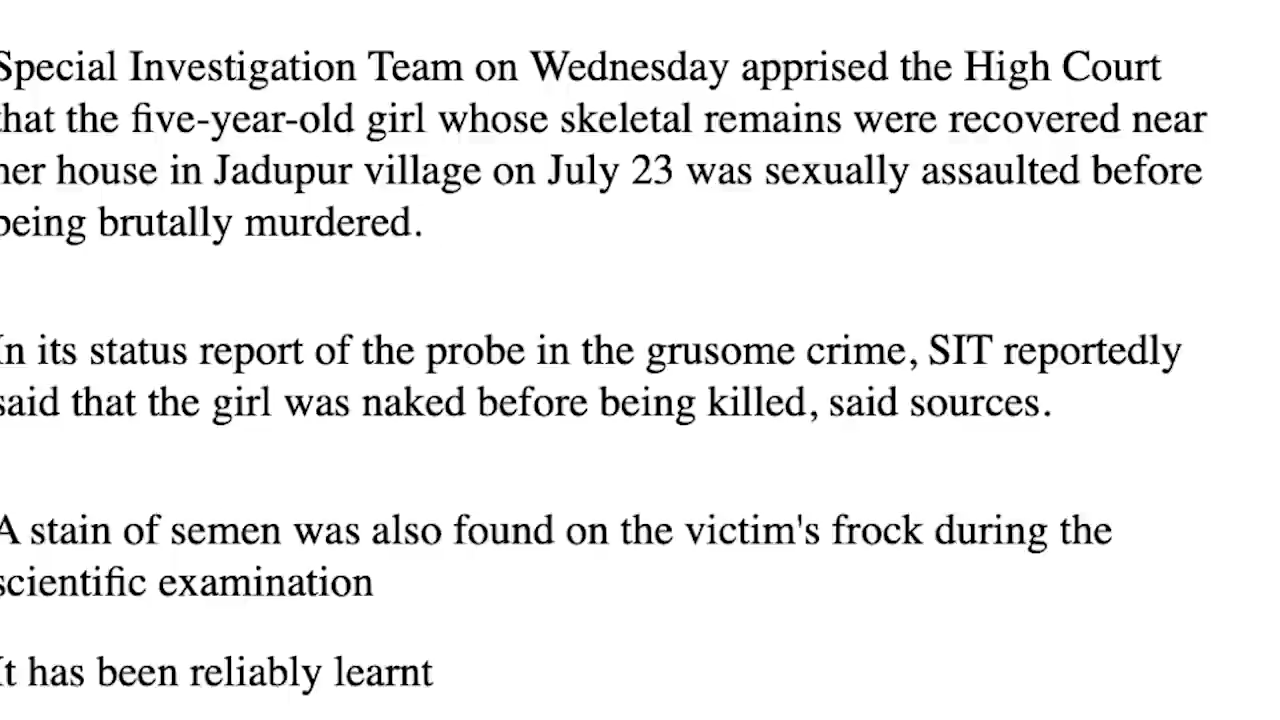 Special Investigation Team on Wednesday apprised the High Court
that the five-year-old girl whose skeletal remains were recovered near
her house in Jadupur village on July 23 was sexually assaulted before
being brutally murdered.
In its status report of the probe in the grusome crime, SIT reportedly
said that the girl was naked before being killed, said sources.
A stain of semen was also found on the victim's frock during the
scientific examination
It has been reliably learnt